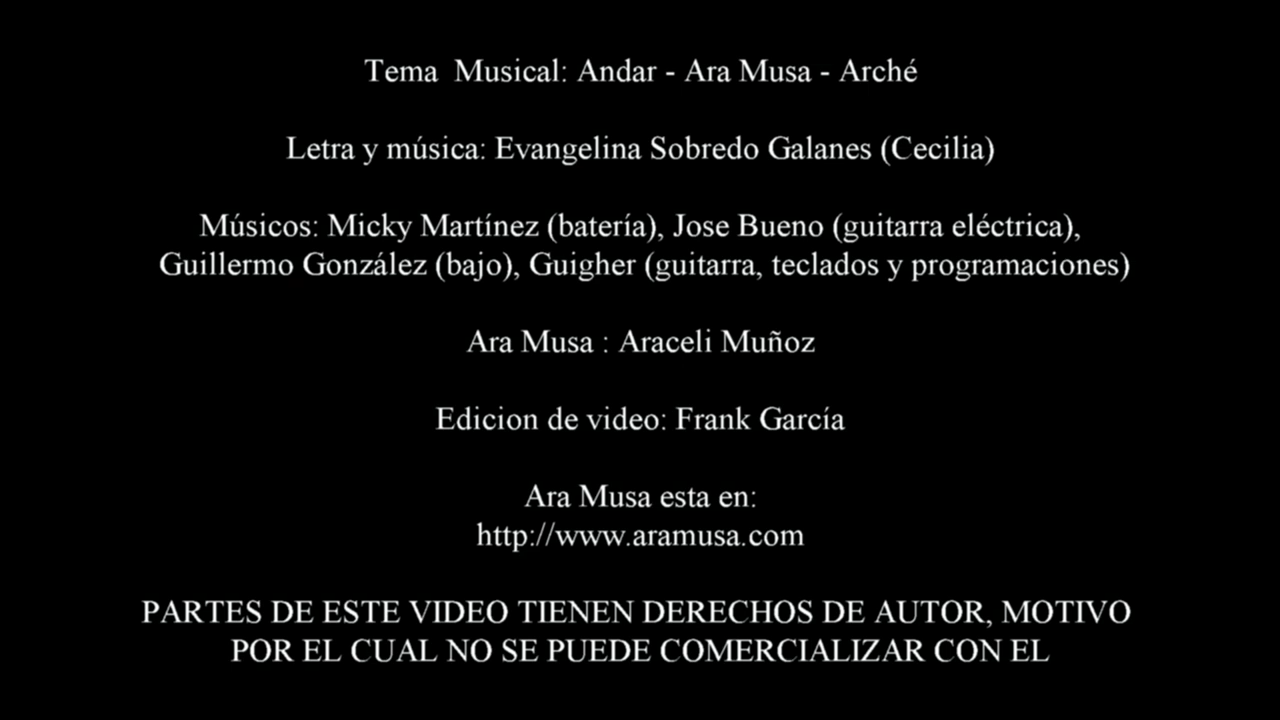 Tema  Musical: Andar - Ara Musa - Arché
Letra y música: Evangelina Sobredo Galanes (Cecilia)
Músicos: Micky Martínez (batería), Jose Bueno (guitarra eléctrica),
Guillermo González (bajo), Guigher (guitarra, teclados y programaciones)
Ara Musa : Araceli Muñoz
Edicion de video: Frank García
Ara Musa esta en:
http://www.aramusa.com
PARTES DE ESTE VIDEO TIENEN DERECHOS DE AUTOR, MOTIVO
POR EL CUAL NO SE PUEDE COMERCIALIZAR CON EL